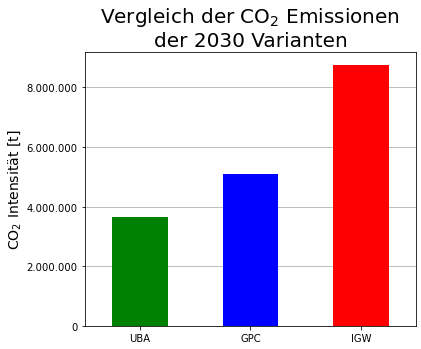 Vergleich der CO₂ Emissionen
der 2030 Varianten
CO₂ Intensität [t]
8.000.000
6.000.000
4.000.000
2.000.000
0
UBA GPC IGW